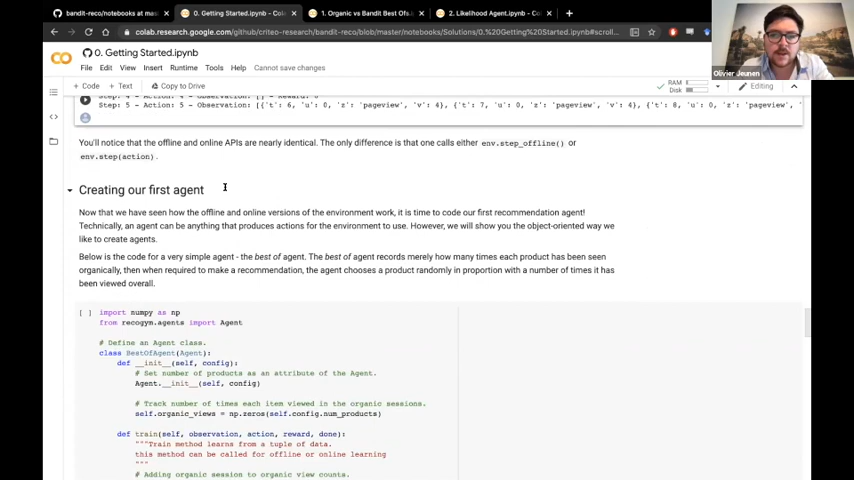 bandit-reco/notebooks at mas
0. Getting Started.ipynb - Cola
1. Organic vs Bandit Best Ofs.i
2. Likelihood Agent.ipynb - Co
colab.research.google.com/github/criteo-research/bandit-reco/blob/master/notebooks/Solutions/0.%20Getting%20Started.ipynb#scroll...
Olivier Jeunen
0. Getting Started.ipynb
File Edit View Insert Runtime Tools Help Cannot save changes
+ Code + Text Copy to Drive
RAM
Disk
Editing
Step: 4 - Action: 4 - Observation: [] - Reward: 0
Step: 5 - Action: 5 - Observation: [{'t': 6, 'u': 0, 'z': 'pageview', 'v': 4}, {'t': 7, 'u': 0, 'z': 'pageview', 'v': 4}, {'t': 8, 'u': 0, 'z': 'pageview', '
You'll notice that the offline and online APIs are nearly identical. The only difference is that one calls either env.step_offline() or
env.step(action).
Creating our first agent
Now that we have seen how the offline and online versions of the environment work, it is time to code our first recommendation agent!
Technically, an agent can be anything that produces actions for the environment to use. However, we will show you the object-oriented way we
like to create agents.
Below is the code for a very simple agent - the best of agent. The best of agent records merely how many times each product has been seen
organically, then when required to make a recommendation, the agent chooses a product randomly in proportion with a number of times it has
been viewed overall.
[ ] import numpy as np
from recogym.agents import Agent
# Define an Agent class.
class BestOfAgent(Agent):
def __init__(self, config):
# Set number of products as an attribute of the Agent.
Agent.__init__(self, config)
# Track number of times each item viewed in the organic sessions.
self.organic_views = np.zeros(self.config.num_products)
def train(self, observation, action, reward, done):
"""Train method learns from a tuple of data.
this method can be called for offline or online learning
"""
# Adding organic session to organic view counts.